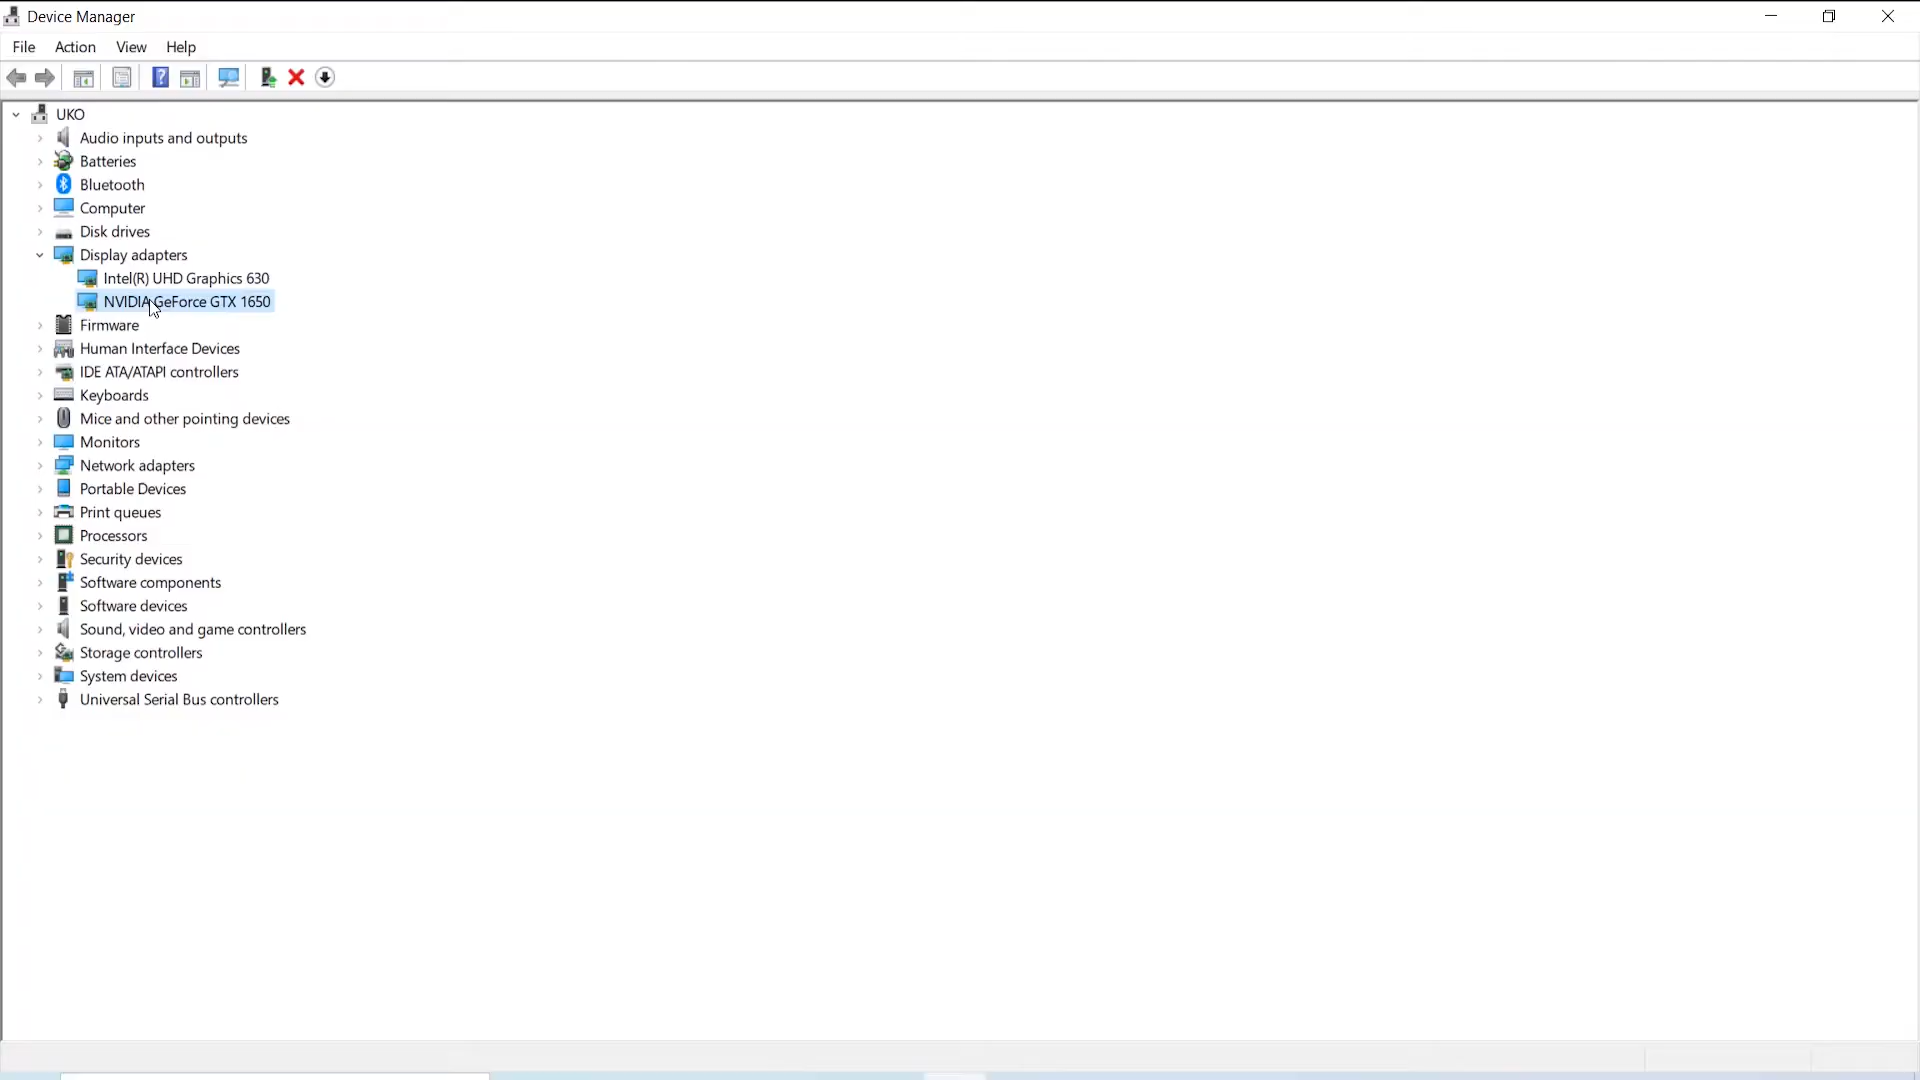 Device Manager
File Action View Help
UKO
Audio inputs and outputs
Batteries
Bluetooth
Computer
Disk drives
Display adapters
Intel(R) UHD Graphics 630
NVIDIA GeForce GTX 1650
Firmware
Human Interface Devices
IDE ATA/ATAPI controllers
Keyboards
Mice and other pointing devices
Monitors
Network adapters
Portable Devices
Print queues
Processors
Security devices
Software components
Software devices
Sound, video and game controllers
Storage controllers
System devices
Universal Serial Bus controllers